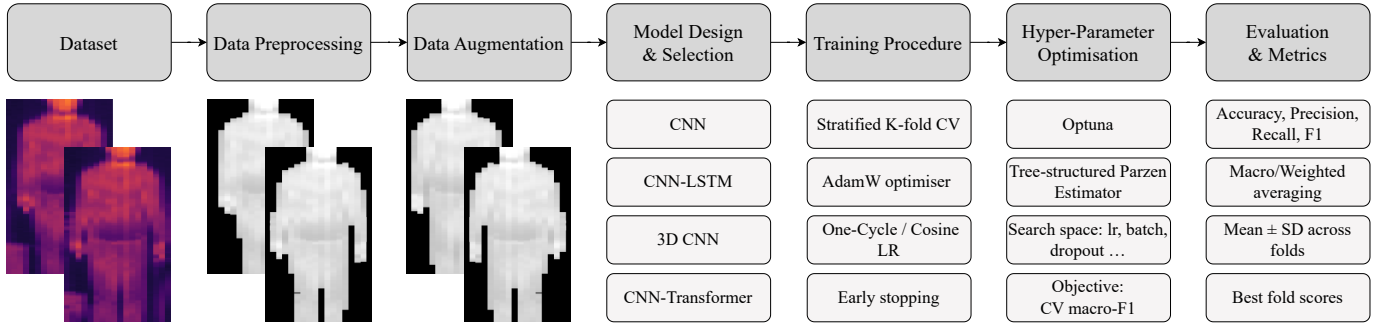 Dataset
Data Preprocessing
Data Augmentation
Model Design
& Selection
Training Procedure
Hyper-Parameter
Optimisation
Evaluation
& Metrics
CNN
CNN-LSTM
3D CNN
CNN-Transformer
Stratified K-fold CV
AdamW optimiser
One-Cycle / Cosine
LR
Early stopping
Optuna
Tree-structured Parzen
Estimator
Search space: lr, batch,
dropout …
Objective:
CV macro-F1
Accuracy, Precision,
Recall, F1
Macro/Weighted
averaging
Mean ± SD across
folds
Best fold scores